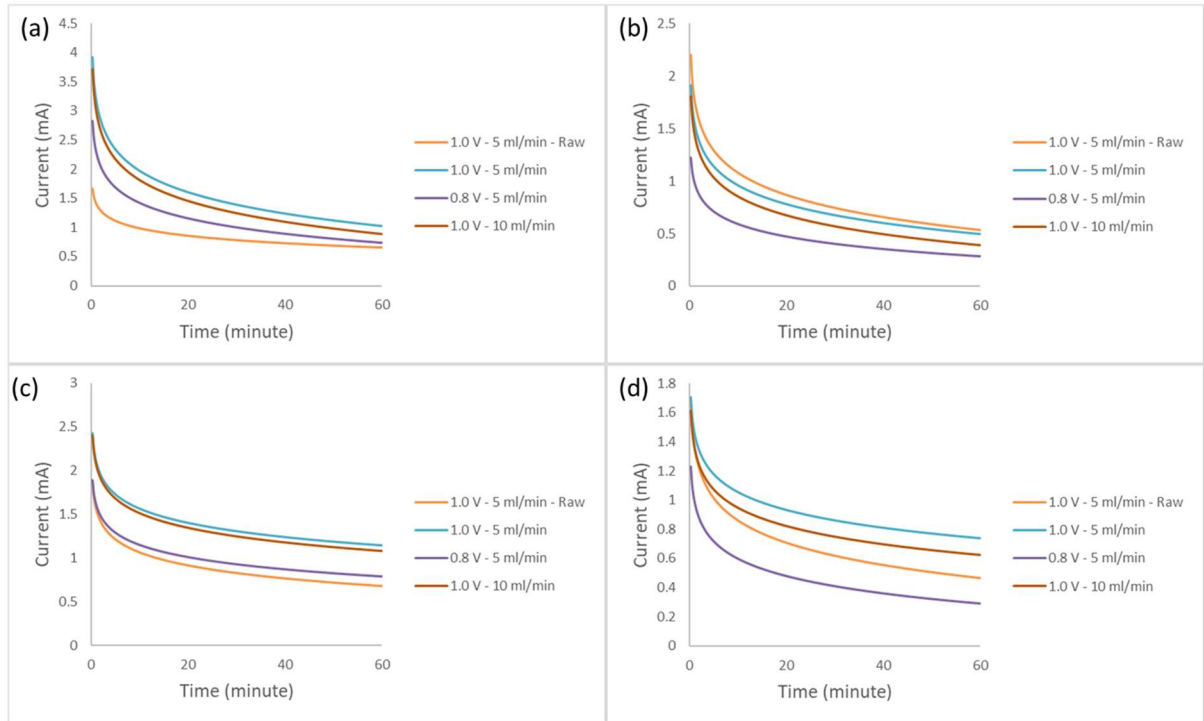 (a)
4.5
4
3.5
3
2.5
2
1.5
1
0.5
0
Current (mA)
0 20 40 60
Time (minute)
1.0 V - 5 ml/min - Raw
1.0 V - 5 ml/min
0.8 V - 5 ml/min
1.0 V - 10 ml/min
(b)
2.5
2
1.5
1
0.5
0
Current (mA)
0 20 40 60
Time (minute)
1.0 V - 5 ml/min - Raw
1.0 V - 5 ml/min
0.8 V - 5 ml/min
1.0 V - 10 ml/min
(c)
3
2.5
2
1.5
1
0.5
0
Current (mA)
0 20 40 60
Time (minute)
1.0 V - 5 ml/min - Raw
1.0 V - 5 ml/min
0.8 V - 5 ml/min
1.0 V - 10 ml/min
(d)
1.8
1.6
1.4
1.2
1
0.8
0.6
0.4
0.2
0
Current (mA)
0 20 40 60
Time (minute)
1.0 V - 5 ml/min - Raw
1.0 V - 5 ml/min
0.8 V - 5 ml/min
1.0 V - 10 ml/min